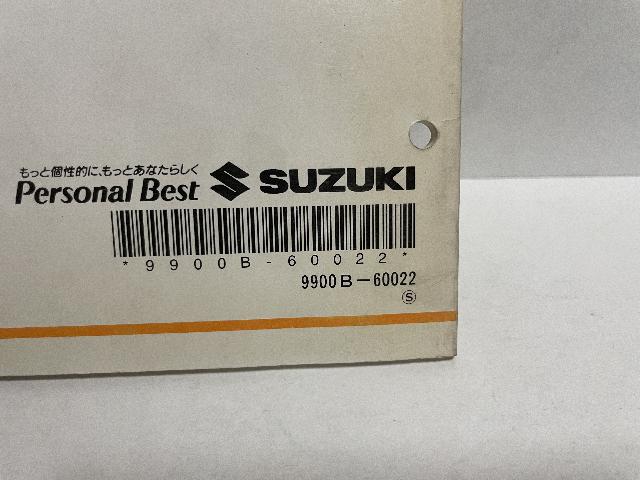 もっと個性的に、もっとあなたらしく
Personal Best SUZUKI
*9900B-60022*
9900B-60022
Ⓢ